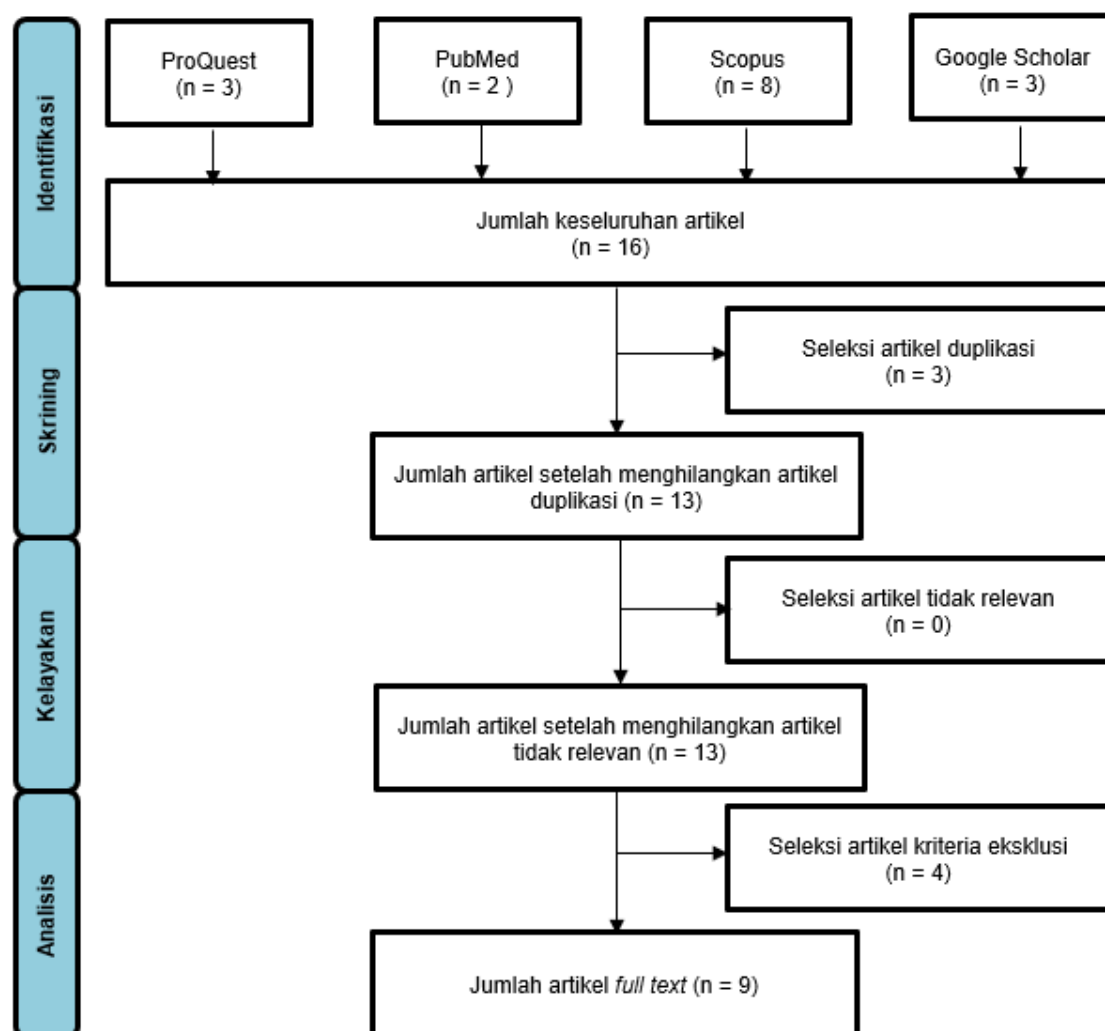 Identifikasi
ProQuest
(n = 3)
PubMed
(n = 2 )
Scopus
(n = 8)
Google Scholar
(n = 3)
Jumlah keseluruhan artikel
(n = 16)
Skrining
Seleksi artikel duplikasi
(n = 3)
Jumlah artikel setelah menghilangkan artikel
duplikasi (n = 13)
Kelayakan
Seleksi artikel tidak relevan
(n = 0)
Jumlah artikel setelah menghilangkan artikel
tidak relevan (n = 13)
Analisis
Seleksi artikel kriteria eksklusi
(n = 4)
Jumlah artikel full text (n = 9)